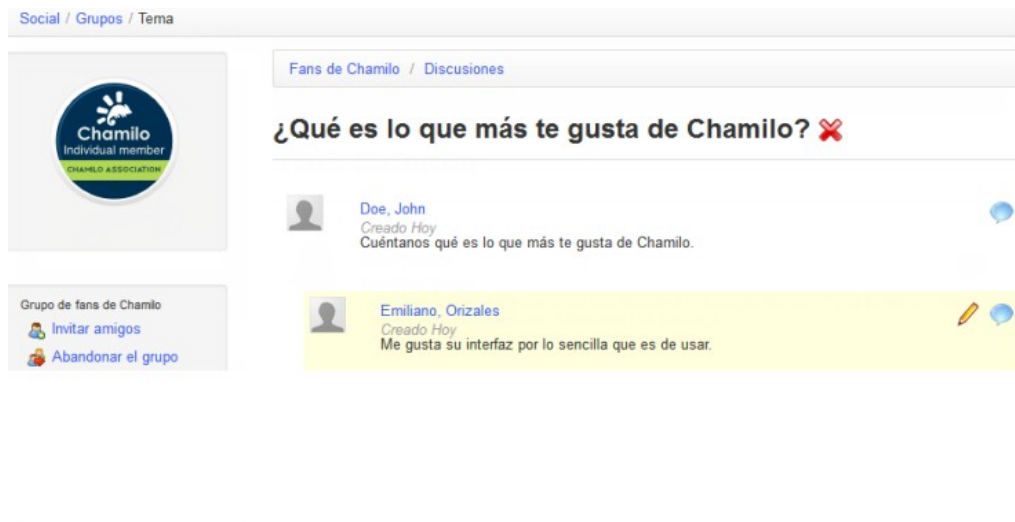 Social / Grupos / Tema
Chamilo
Individual member
CHAMILO ASSOCIATION
Grupo de fans de Chamilo
Invitar amigos
Abandonar el grupo
Fans de Chamilo / Discusiones
¿Qué es lo que más te gusta de Chamilo?
Doe, John
Creado Hoy
Cuéntanos qué es lo que más te gusta de Chamilo.
Emiliano, Orizales
Creado Hoy
Me gusta su interfaz por lo sencilla que es de usar.